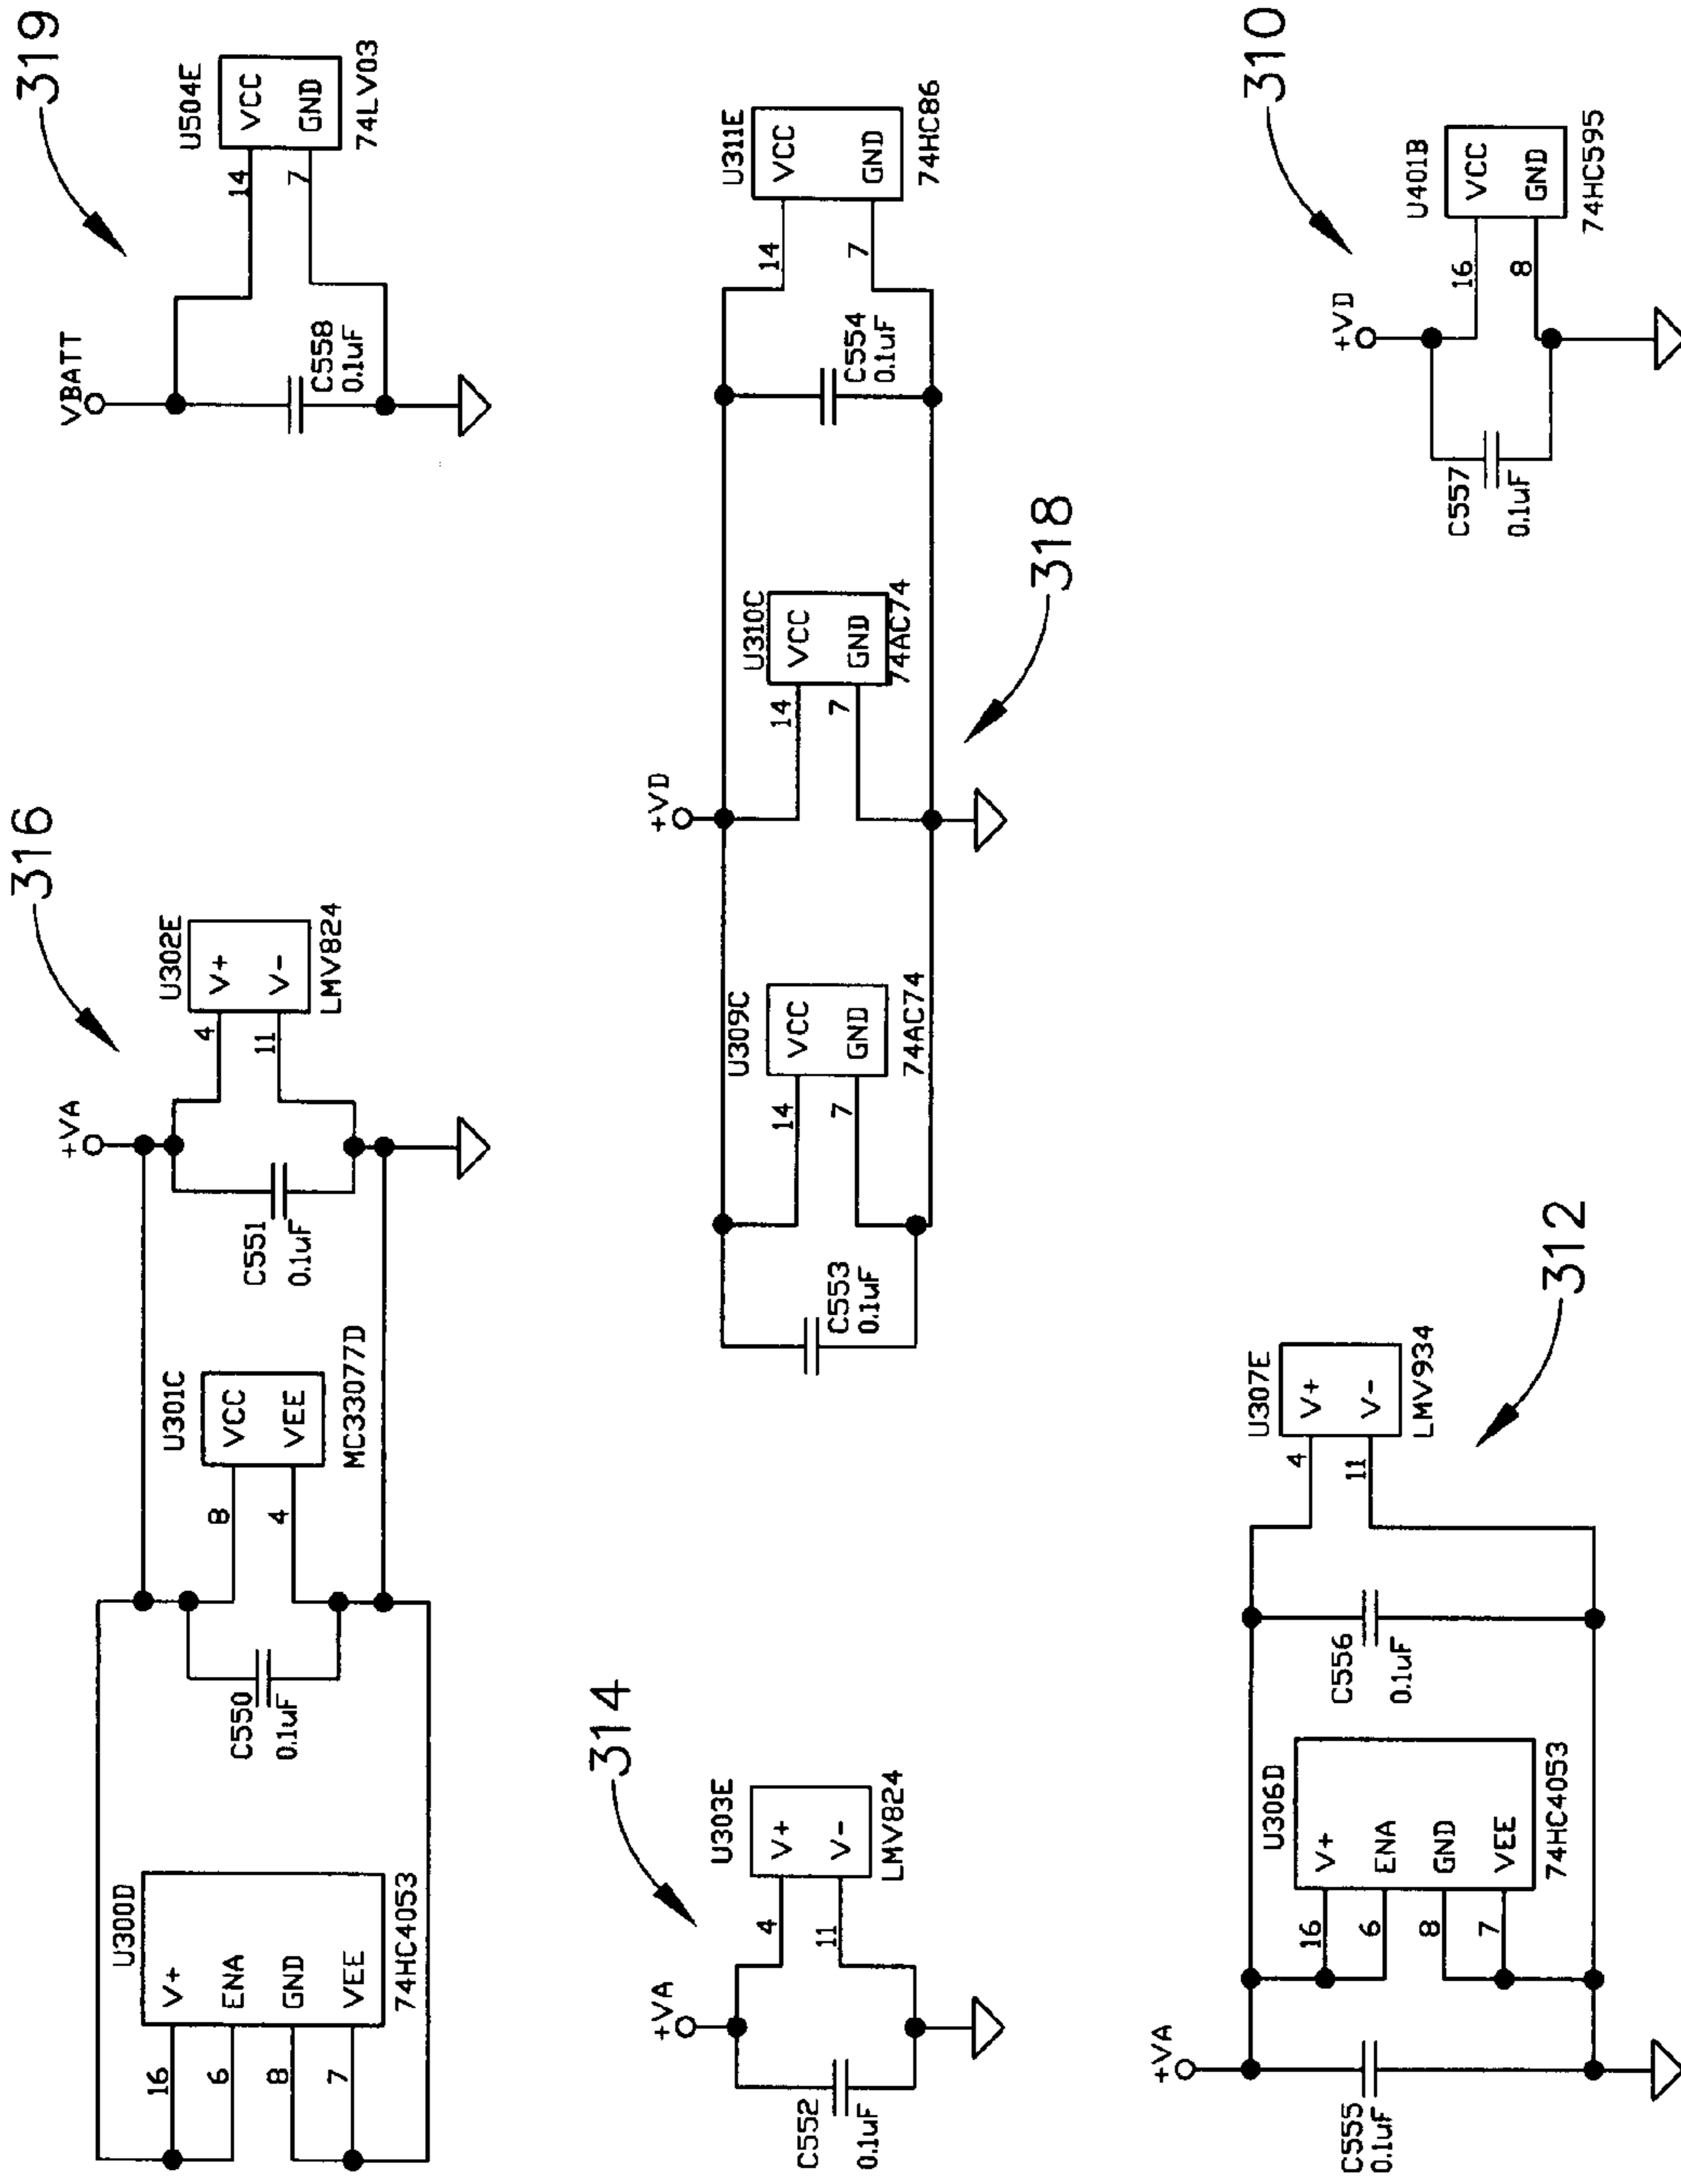 316
+VA
U300D
V+
ENA
GND
VEE
74HC4053
16
6
8
7
C550
0.1uF
U301C
VCC
VEE
MC33077D
8
4
C551
0.1uF
U302E
V+
V-
LMV824
4
11
319
VBATT
C558
0.1uF
U504E
VCC
GND
74LV03
14
7
314
+VA
C552
0.1uF
U303E
V+
V-
LMV824
4
11
318
+VD
C553
0.1uF
U309C
VCC
GND
74AC74
14
7
U310C
VCC
GND
74AC74
14
7
C554
0.1uF
U311E
VCC
GND
74HC86
14
7
312
+VA
C555
0.1uF
U306D
V+
ENA
GND
VEE
74HC4053
16
6
8
7
C556
0.1uF
U307E
V+
V-
LMV934
4
11
310
+VD
C557
0.1uF
U401B
VCC
GND
74HC595
16
8